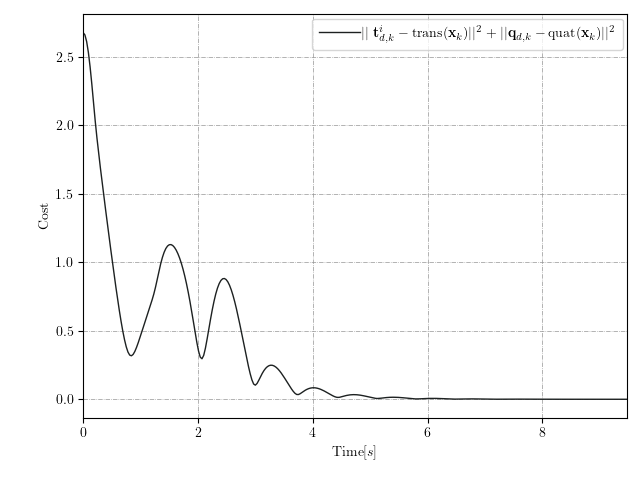 || t^i_{d,k} − trans(x_k)||^2 + ||q_{d,k} − quat(x_k)||^2
2.5
2.0
1.5
1.0
0.5
0.0
Cost
0 2 4 6 8
Time[s]